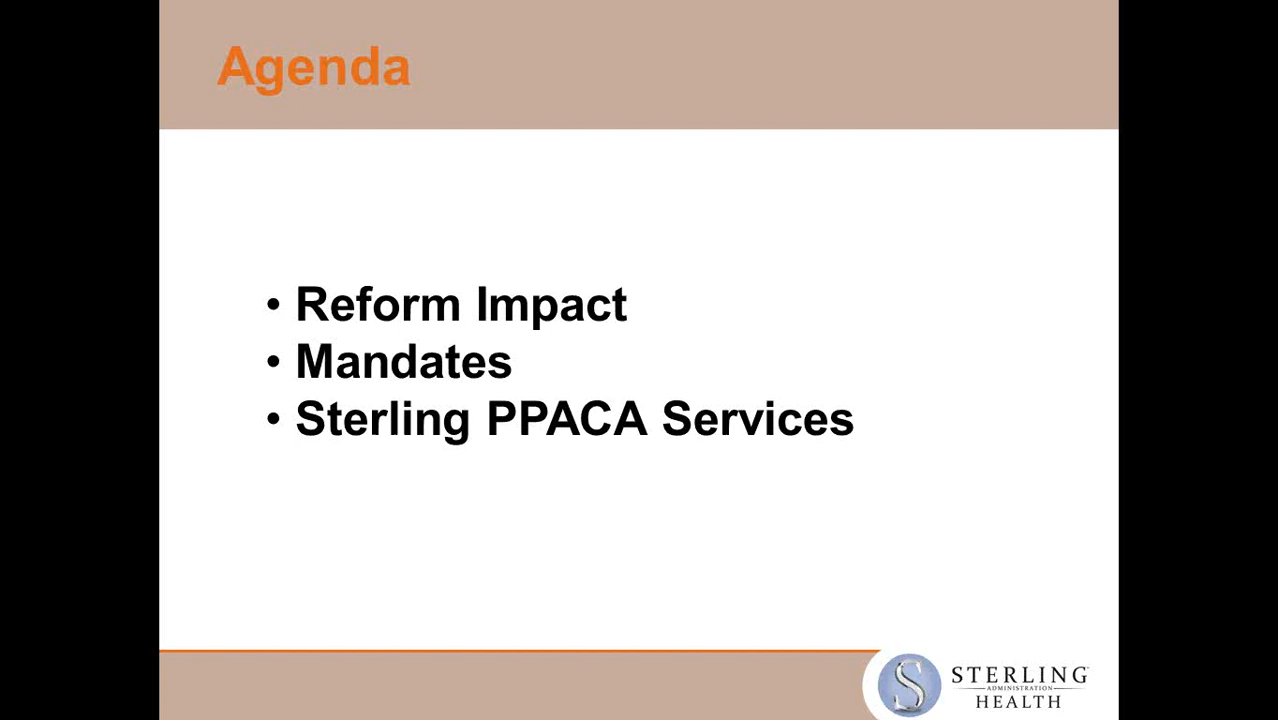 Agenda
• Reform Impact
• Mandates
• Sterling PPACA Services
S
STERLING
ADMINISTRATION
HEALTH